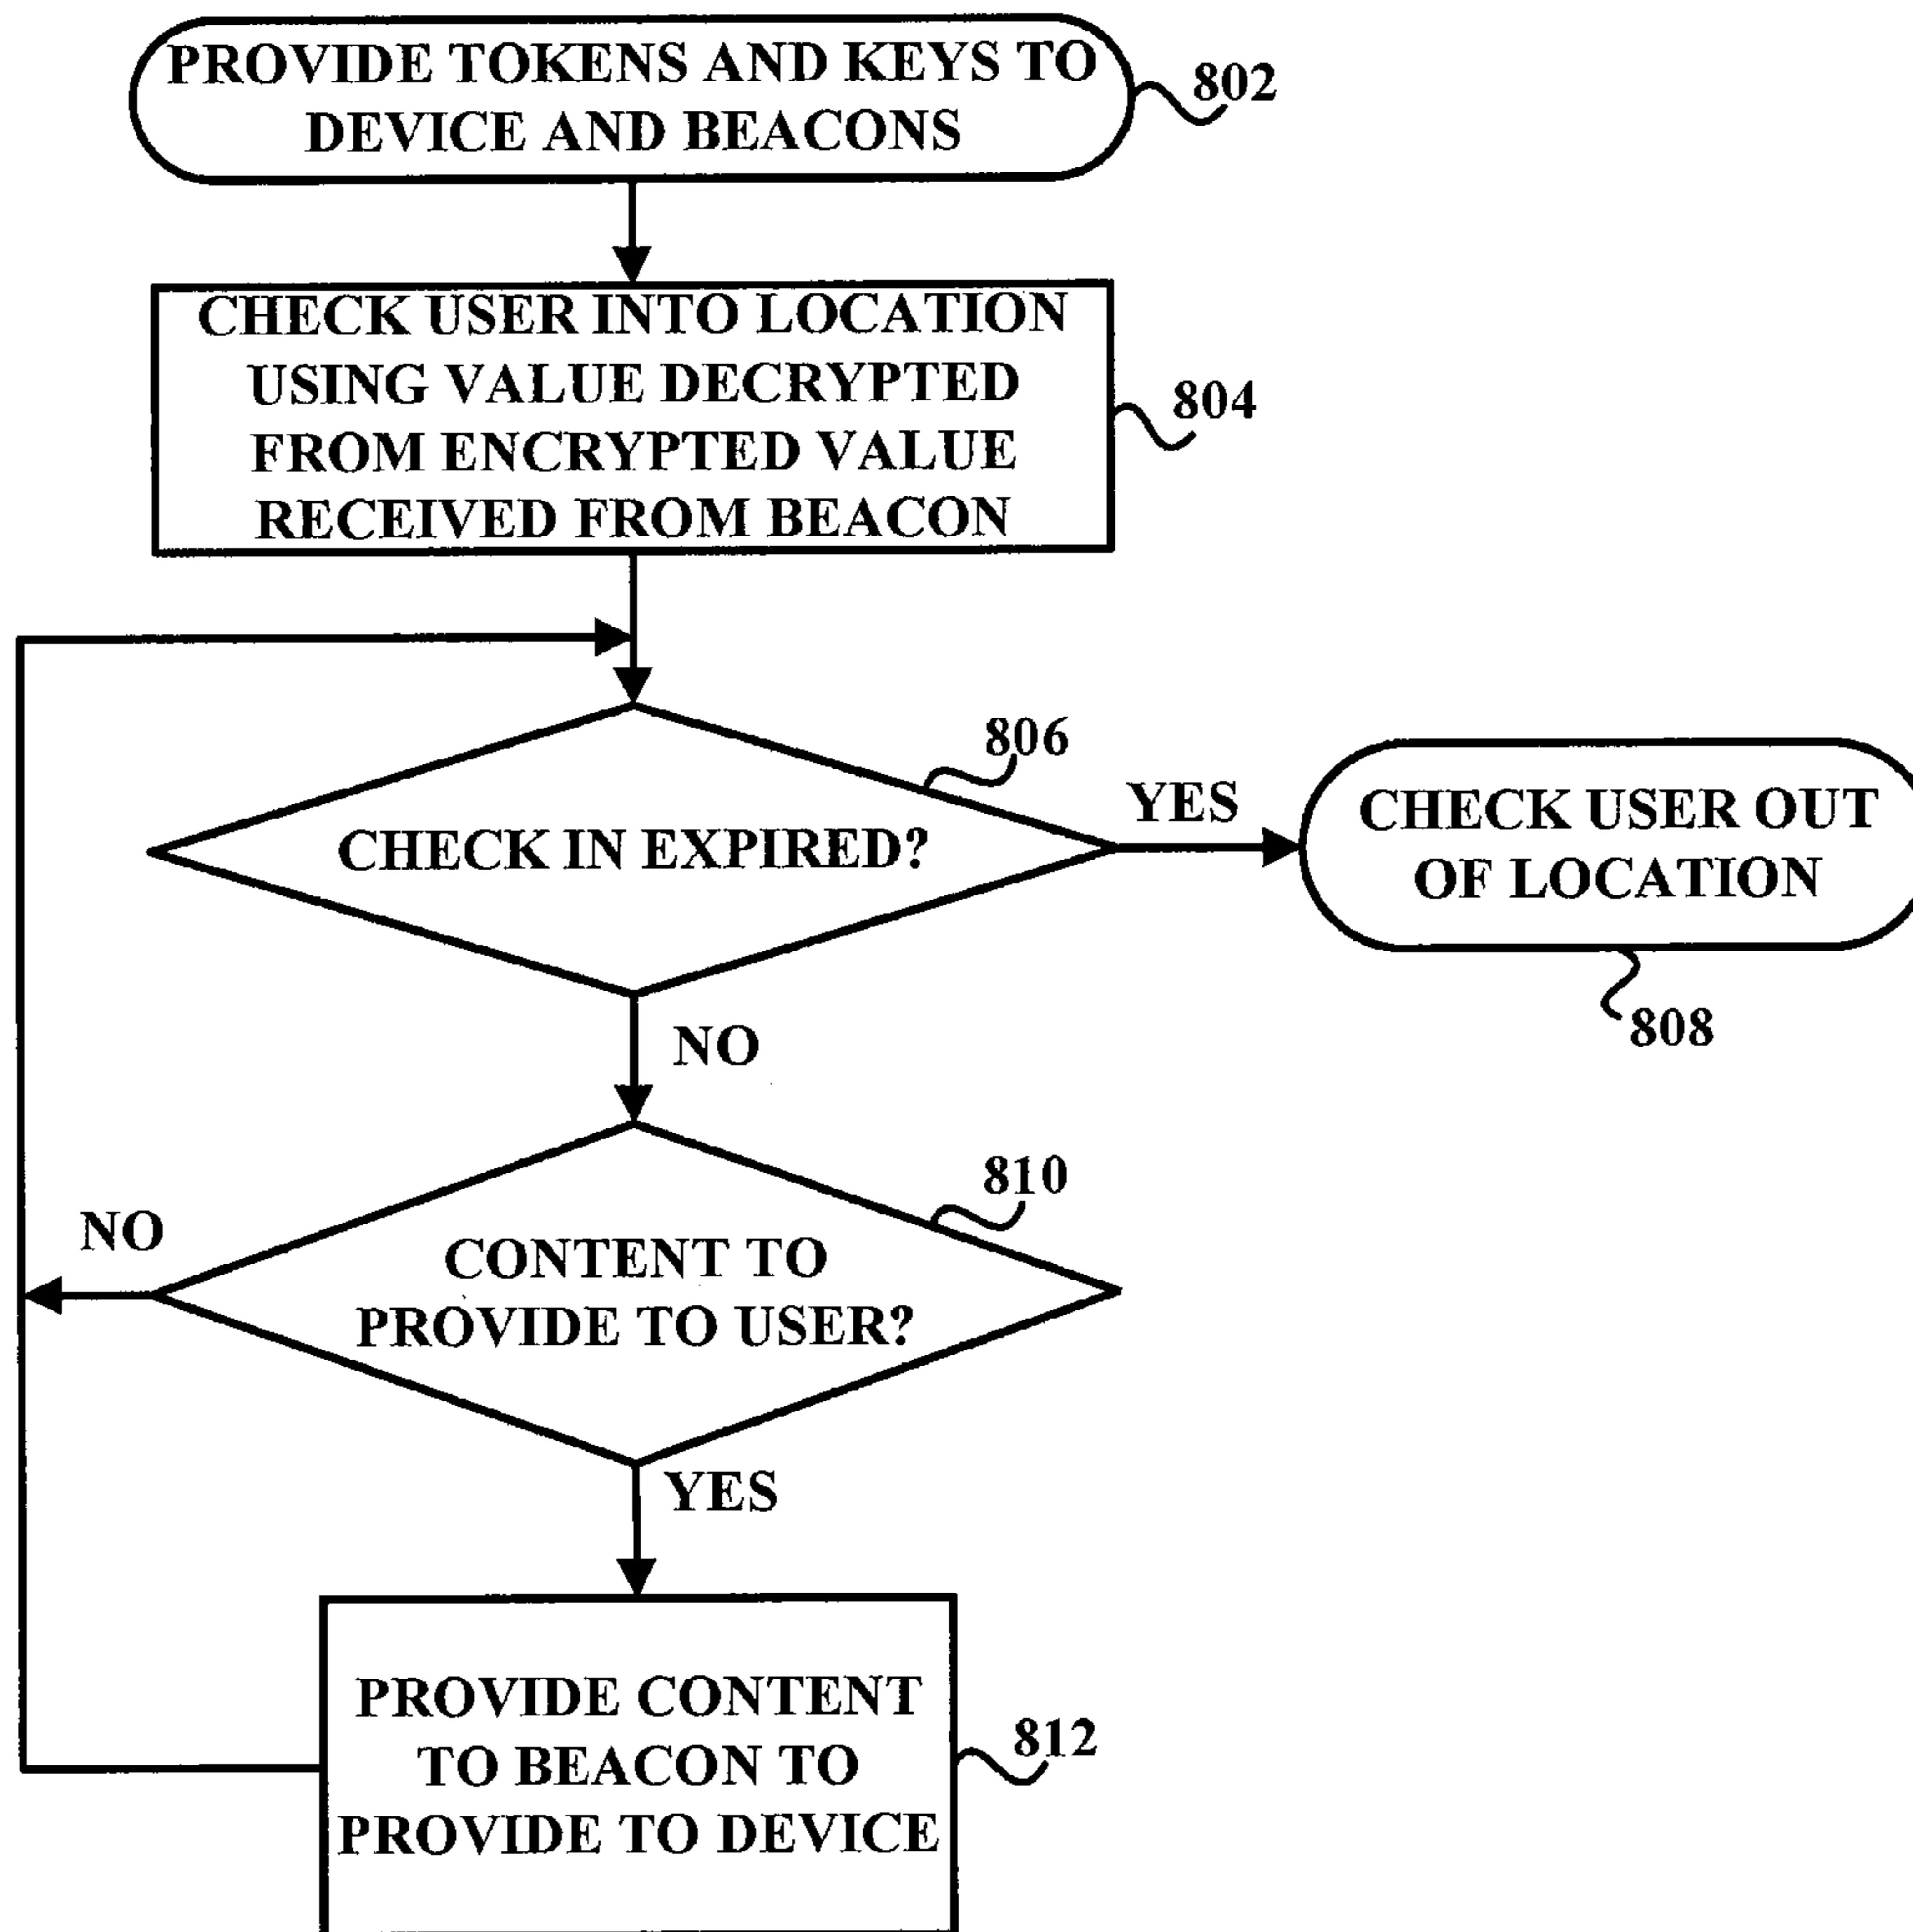 PROVIDE TOKENS AND KEYS TO
DEVICE AND BEACONS
802
CHECK USER INTO LOCATION
USING VALUE DECRYPTED
FROM ENCRYPTED VALUE
RECEIVED FROM BEACON
804
806
CHECK IN EXPIRED?
YES
CHECK USER OUT
OF LOCATION
808
NO
810
CONTENT TO
PROVIDE TO USER?
NO
YES
PROVIDE CONTENT
TO BEACON TO
PROVIDE TO DEVICE
812